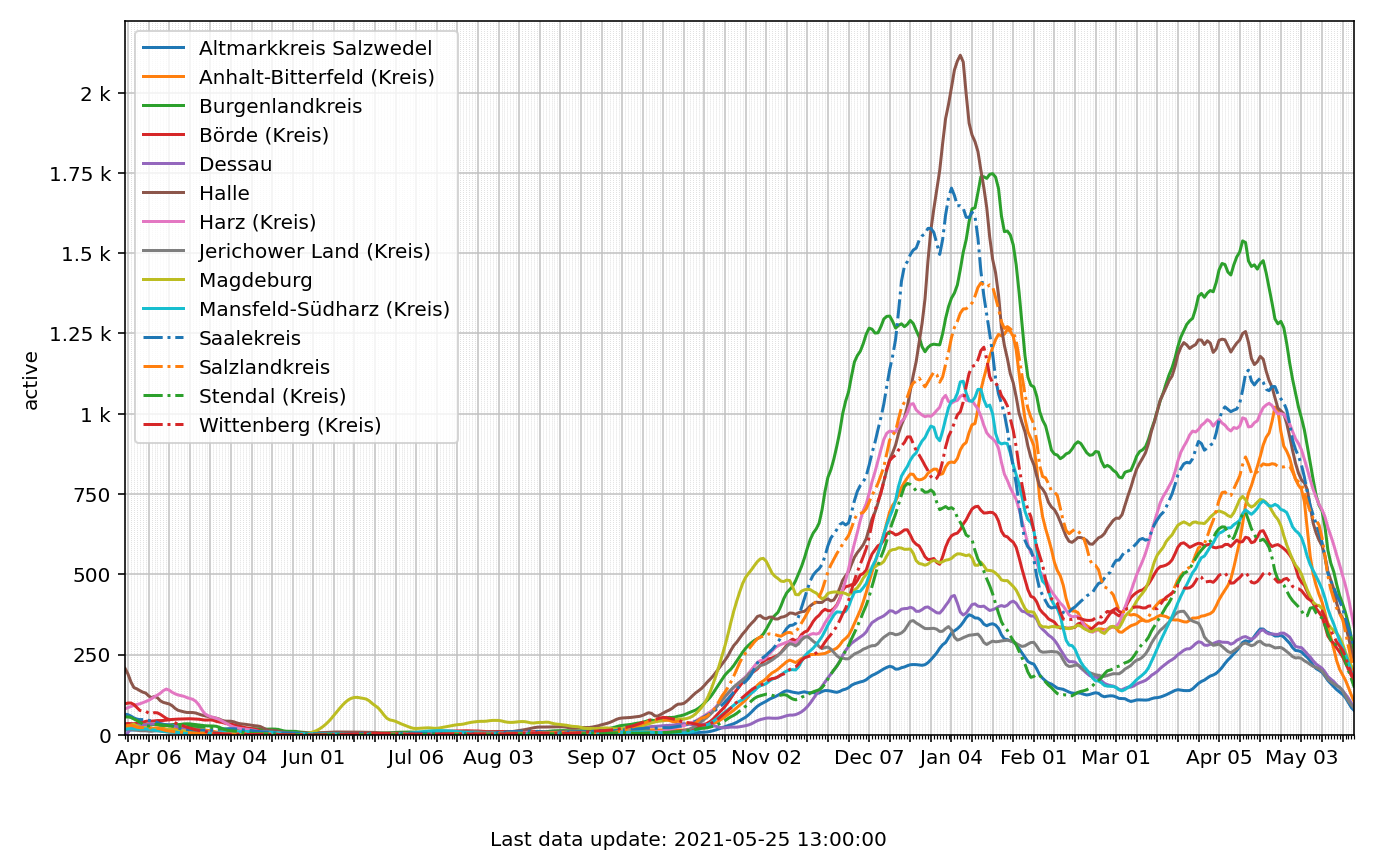 2 k
1.75 k
1.5 k
1.25 k
1 k
750
500
250
0
active
Altmarkkreis Salzwedel
Anhalt-Bitterfeld (Kreis)
Burgenlandkreis
Börde (Kreis)
Dessau
Halle
Harz (Kreis)
Jerichower Land (Kreis)
Magdeburg
Mansfeld-Südharz (Kreis)
Saalekreis
Salzlandkreis
Stendal (Kreis)
Wittenberg (Kreis)
Apr 06 May 04 Jun 01 Jul 06 Aug 03 Sep 07 Oct 05 Nov 02 Dec 07 Jan 04 Feb 01 Mar 01 Apr 05 May 03
Last data update: 2021-05-25 13:00:00